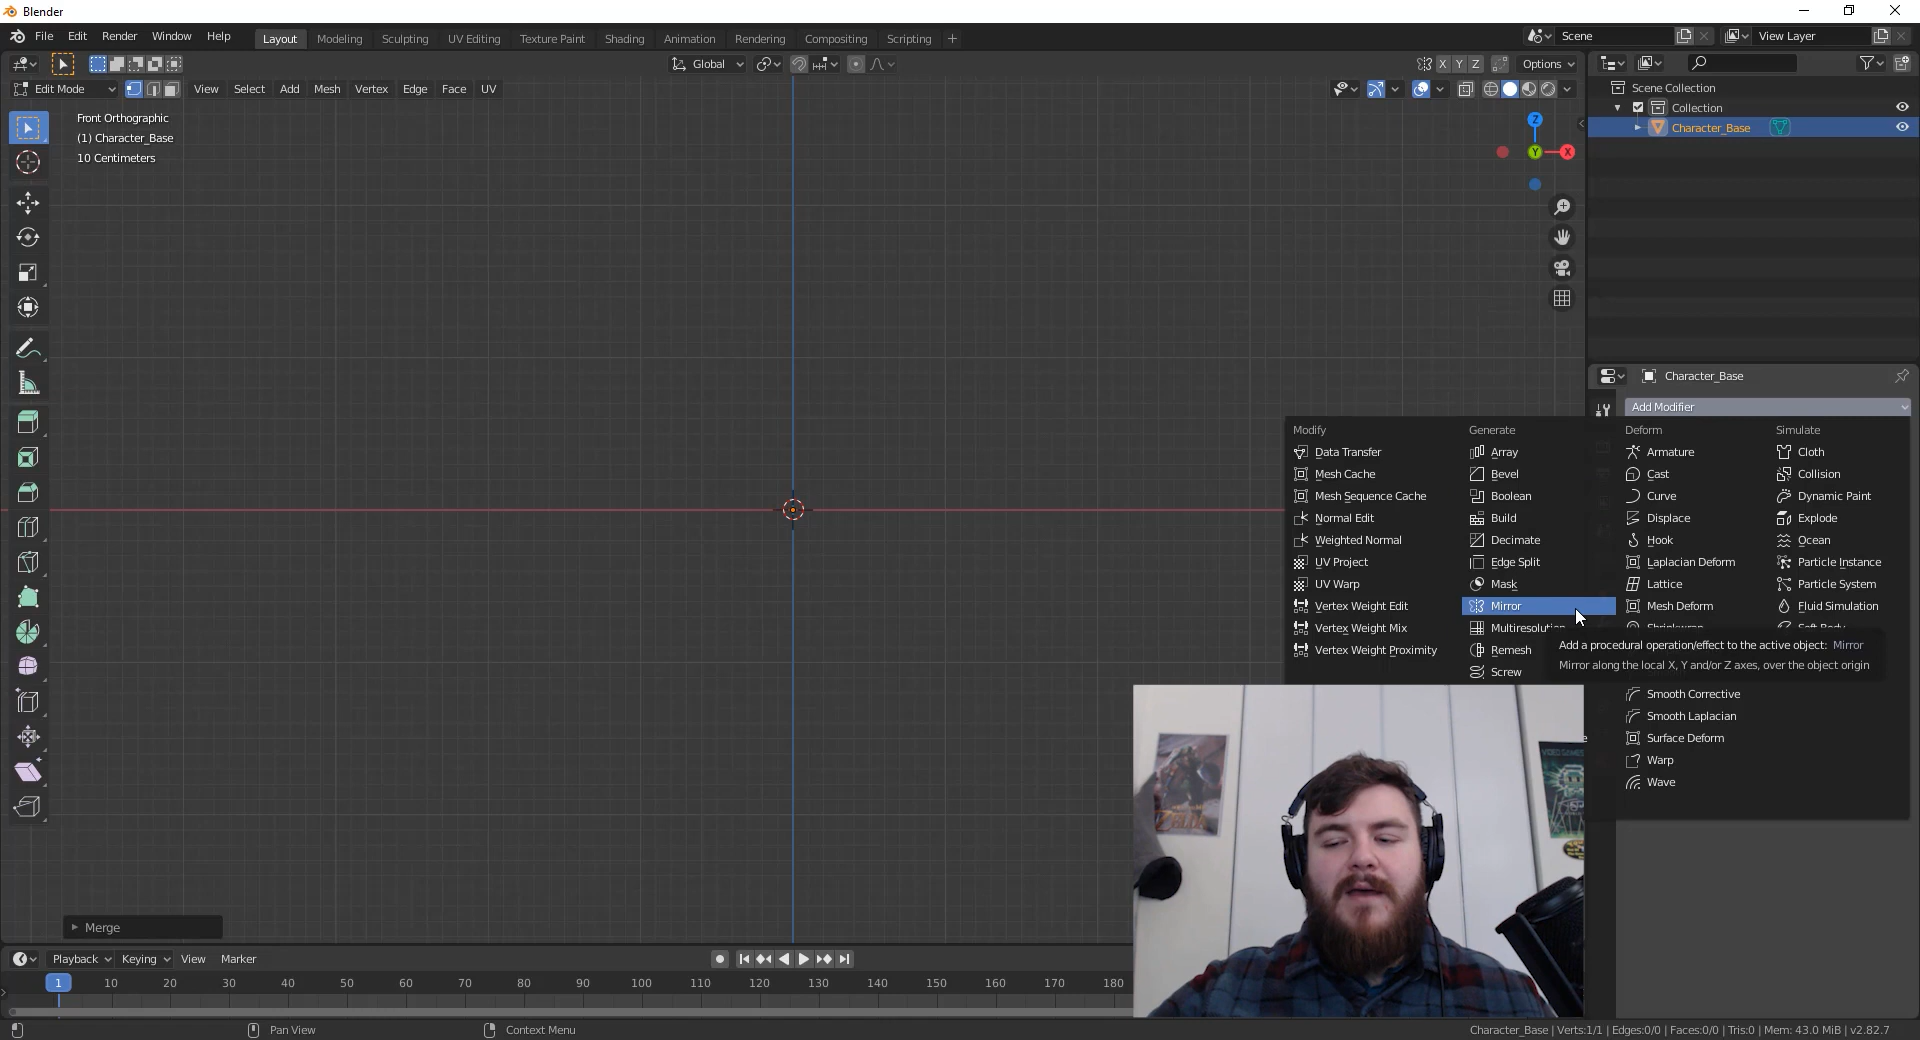 Blender
File Edit Render Window Help
Layout Modeling Sculpting UV Editing Texture Paint Shading Animation Rendering Compositing Scripting +
Scene
View Layer
Global
X Y Z
Options
Edit Mode
View Select Add Mesh Vertex Edge Face UV
Front Orthographic
(1) Character_Base
10 Centimeters
Z
Y
X
Scene Collection
Collection
Character_Base
Character_Base
Add Modifier
Modify
Data Transfer
Mesh Cache
Mesh Sequence Cache
Normal Edit
Weighted Normal
UV Project
UV Warp
Vertex Weight Edit
Vertex Weight Mix
Vertex Weight Proximity
Generate
Array
Bevel
Boolean
Build
Decimate
Edge Split
Mask
Mirror
Multiresolution
Remesh
Screw
Deform
Armature
Cast
Curve
Displace
Hook
Laplacian Deform
Lattice
Mesh Deform
Smooth Corrective
Smooth Laplacian
Surface Deform
Warp
Wave
Simulate
Cloth
Collision
Dynamic Paint
Explode
Ocean
Particle Instance
Particle System
Fluid Simulation
Add a procedural operation/effect to the active object: Mirror
Mirror along the local X, Y and/or Z axes, over the object origin
Merge
Playback Keying View Marker
1 10 20 30 40 50 60 70 80 90 100 110 120 130 140 150 160 170 180
Pan View
Context Menu
Character_Base | Verts:1/1 | Edges:0/0 | Faces:0/0 | Tris:0 | Mem: 43.0 MiB | v2.82.7